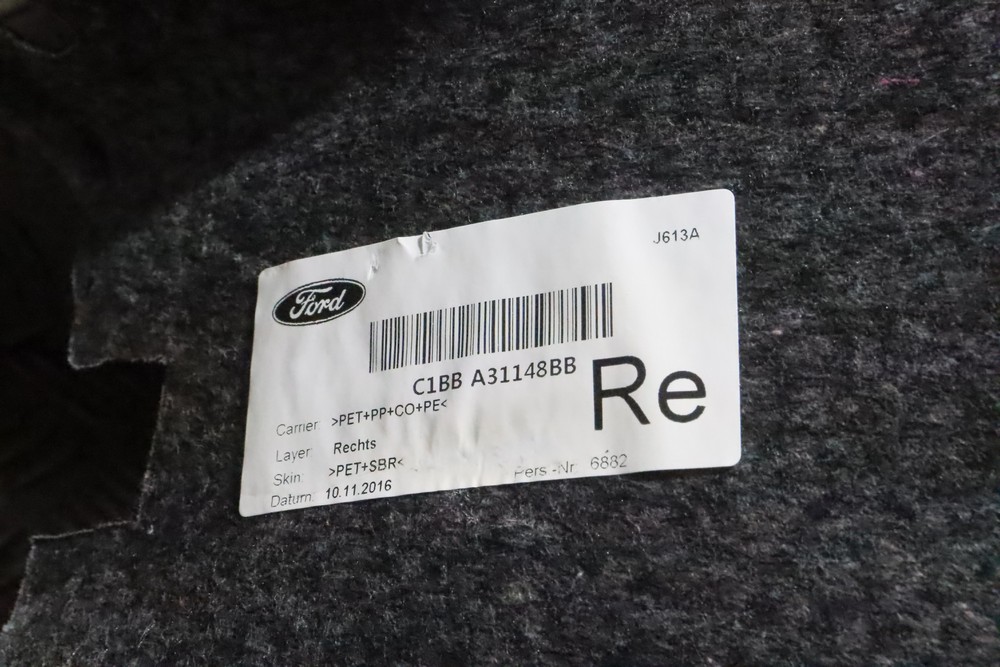 J613A
Ford
C1BB A31148BB
Re
Carrier: >PET+PP+CO+PE<
Layer: Rechts
Skin: >PET+SBR<
Pers.-Nr: 6882
Datum: 10.11.2016